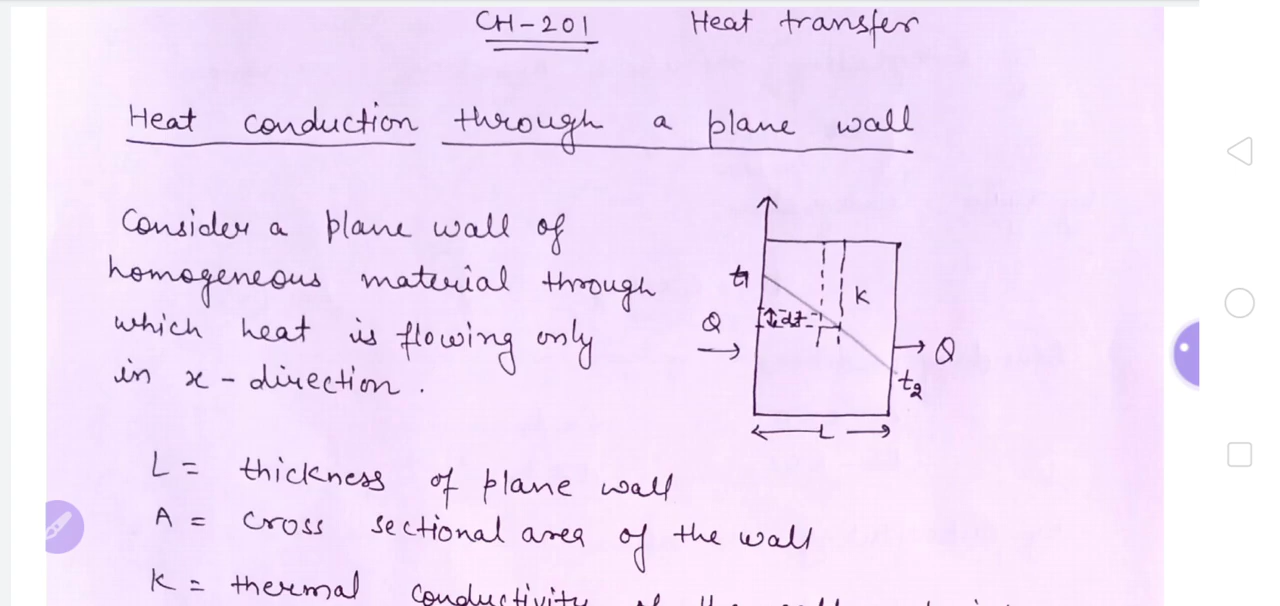 CH-201 Heat transfer
Heat conduction through a plane wall
Consider a plane wall of
homogeneous material through
which heat is flowing only
in x - direction.
t1
K
dt
Q
Q
t2
L
L = thickness of plane wall
A = cross sectional area of the wall
K = thermal conductivity